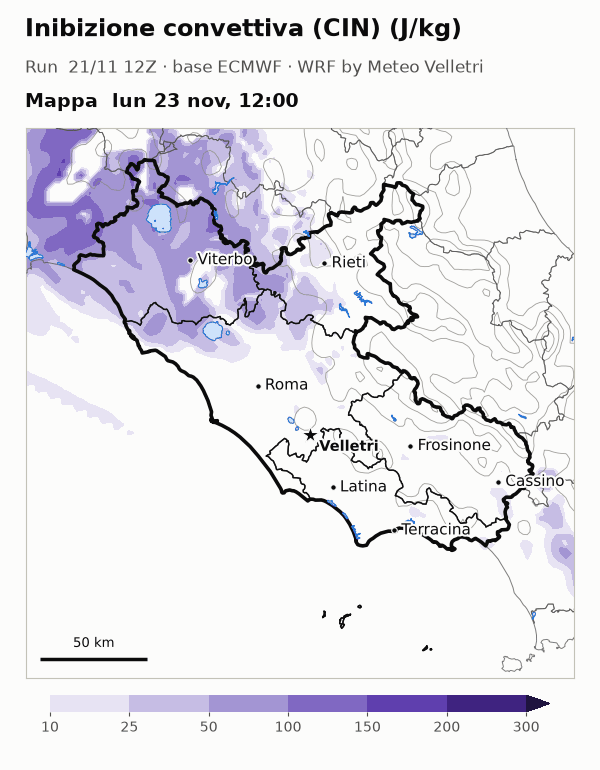 Inibizione convettiva (CIN) (J/kg)
Run  21/11 12Z · base ECMWF · WRF by Meteo Velletri
Mappa  lun 23 nov, 12:00
Viterbo
Rieti
Roma
Velletri
Frosinone
Cassino
Latina
Terracina
50 km
10 25 50 100 150 200 300